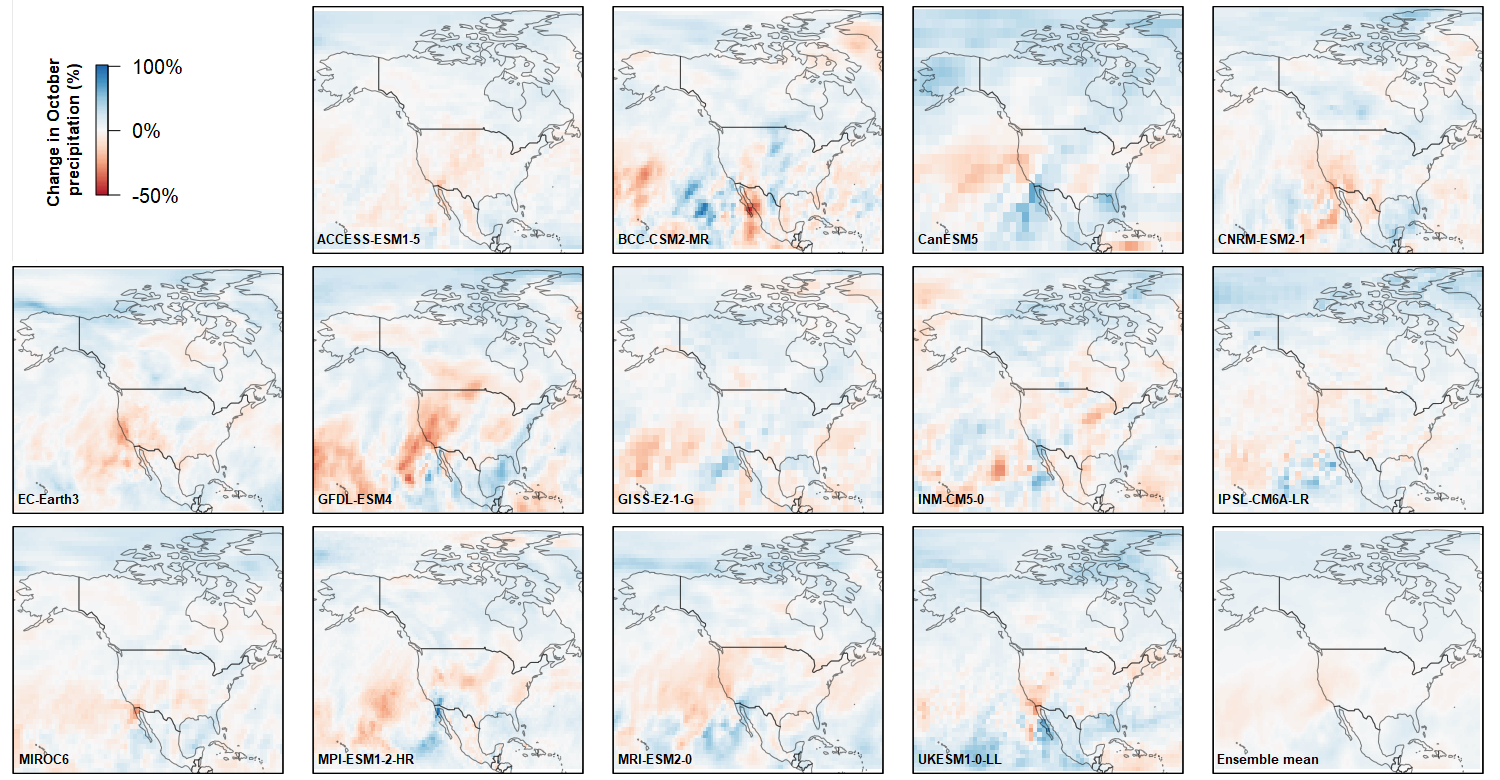 Change in October
precipitation (%)
100%
0%
-50%
ACCESS-ESM1-5
BCC-CSM2-MR
CanESM5
CNRM-ESM2-1
EC-Earth3
GFDL-ESM4
GISS-E2-1-G
INM-CM5-0
IPSL-CM6A-LR
MIROC6
MPI-ESM1-2-HR
MRI-ESM2-0
UKESM1-0-LL
Ensemble mean